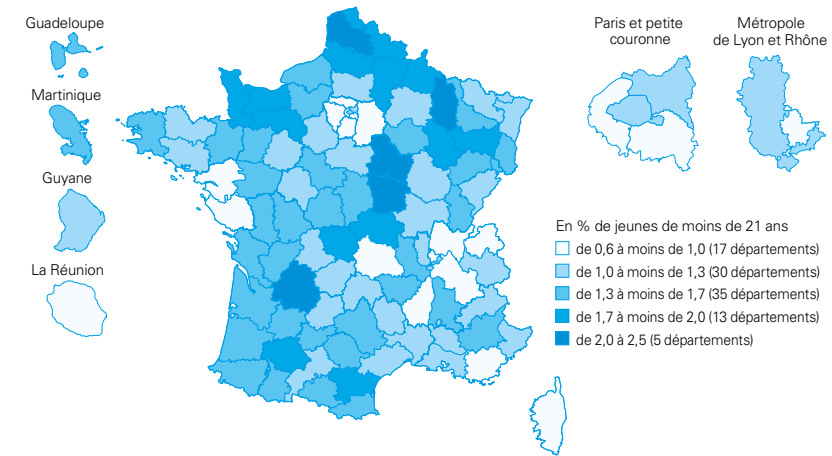 Guadeloupe
Martinique
Guyane
La Réunion
Paris et petite
couronne
Métropole
de Lyon et Rhône
En % de jeunes de moins de 21 ans
de 0,6 à moins de 1,0 (17 départements)
de 1,0 à moins de 1,3 (30 départements)
de 1,3 à moins de 1,7 (35 départements)
de 1,7 à moins de 2,0 (13 départements)
de 2,0 à 2,5 (5 départements)